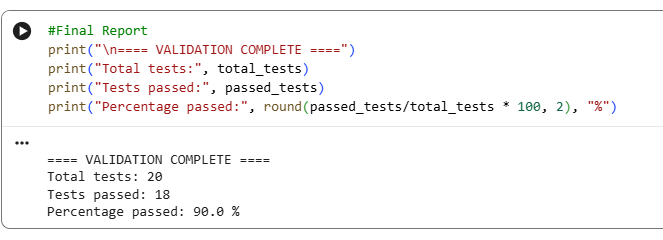 #Final Report
print("\n==== VALIDATION COMPLETE ====")
print("Total tests:", total_tests)
print("Tests passed:", passed_tests)
print("Percentage passed:", round(passed_tests/total_tests * 100, 2), "%")
...
==== VALIDATION COMPLETE ====
Total tests: 20
Tests passed: 18
Percentage passed: 90.0 %